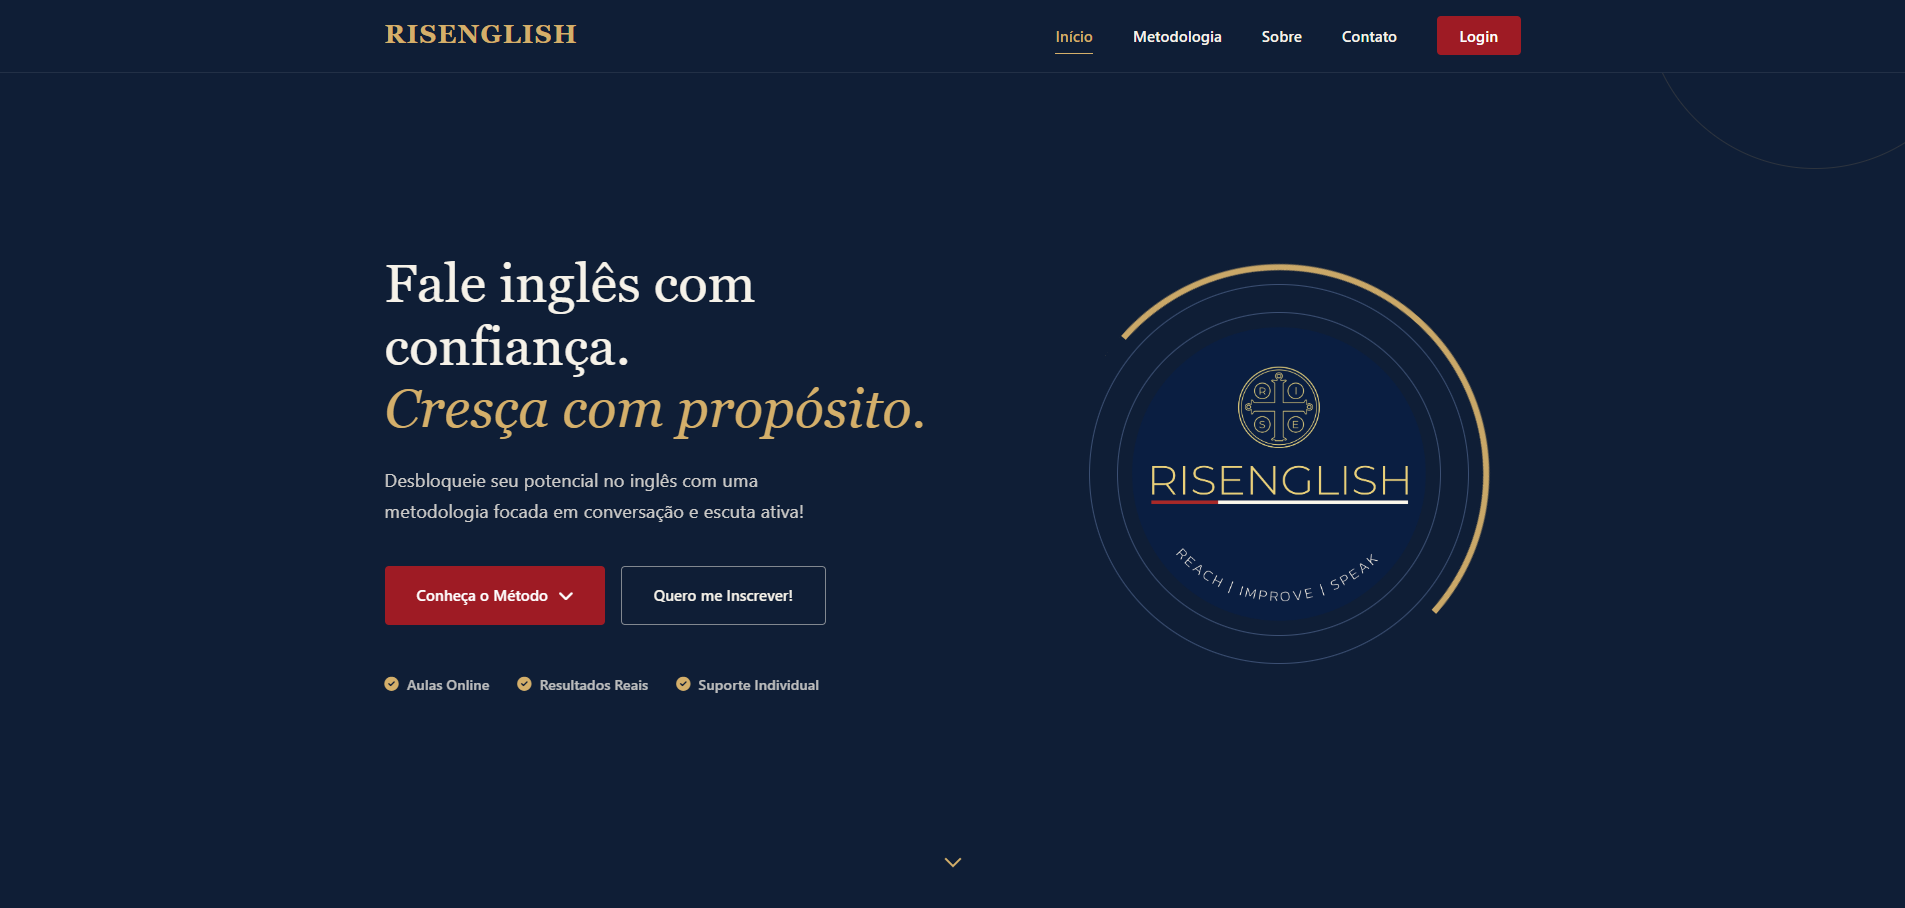 RISENGLISH
Início Metodologia Sobre Contato Login
Fale inglês com
confiança.
Cresça com propósito.
Desbloqueie seu potencial no inglês com uma
metodologia focada em conversação e escuta ativa!
Conheça o Método Quero me Inscrever!
Aulas Online Resultados Reais Suporte Individual
R I
S E
RISENGLISH
REACH | IMPROVE | SPEAK